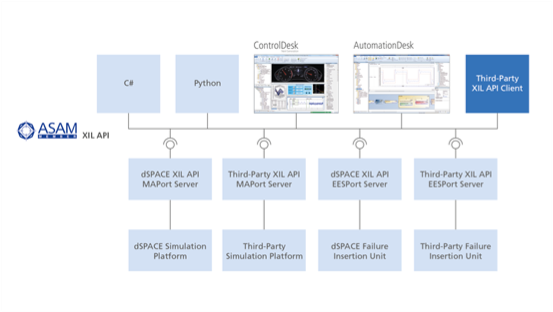 ControlDesk
AutomationDesk
C#
Python
Third-Party
XIL API Client
ASAM
MEMBER
XIL API
dSPACE XIL API
MAPort Server
Third-Party XIL API
MAPort Server
dSPACE XIL API
EESPort Server
Third-Party XIL API
EESPort Server
dSPACE Simulation
Platform
Third-Party
Simulation Platform
dSPACE Failure
Insertion Unit
Third-Party Failure
Insertion Unit